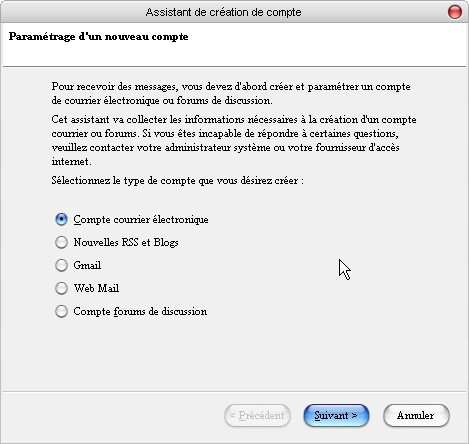 Assistant de création de compte
Paramétrage d'un nouveau compte
Pour recevoir des messages, vous devez d'abord créer et paramétrer un compte
de courrier électronique ou forums de discussion.
Cet assistant va collecter les informations nécessaires à la création d'un compte
courrier ou forums. Si vous êtes incapable de répondre à certaines questions,
veuillez contacter votre administrateur système ou votre fournisseur d'accès
internet.
Sélectionnez le type de compte que vous désirez créer :
Compte courrier électronique
Nouvelles RSS et Blogs
Gmail
Web Mail
Compte forums de discussion
< Précédent
Suivant >
Annuler